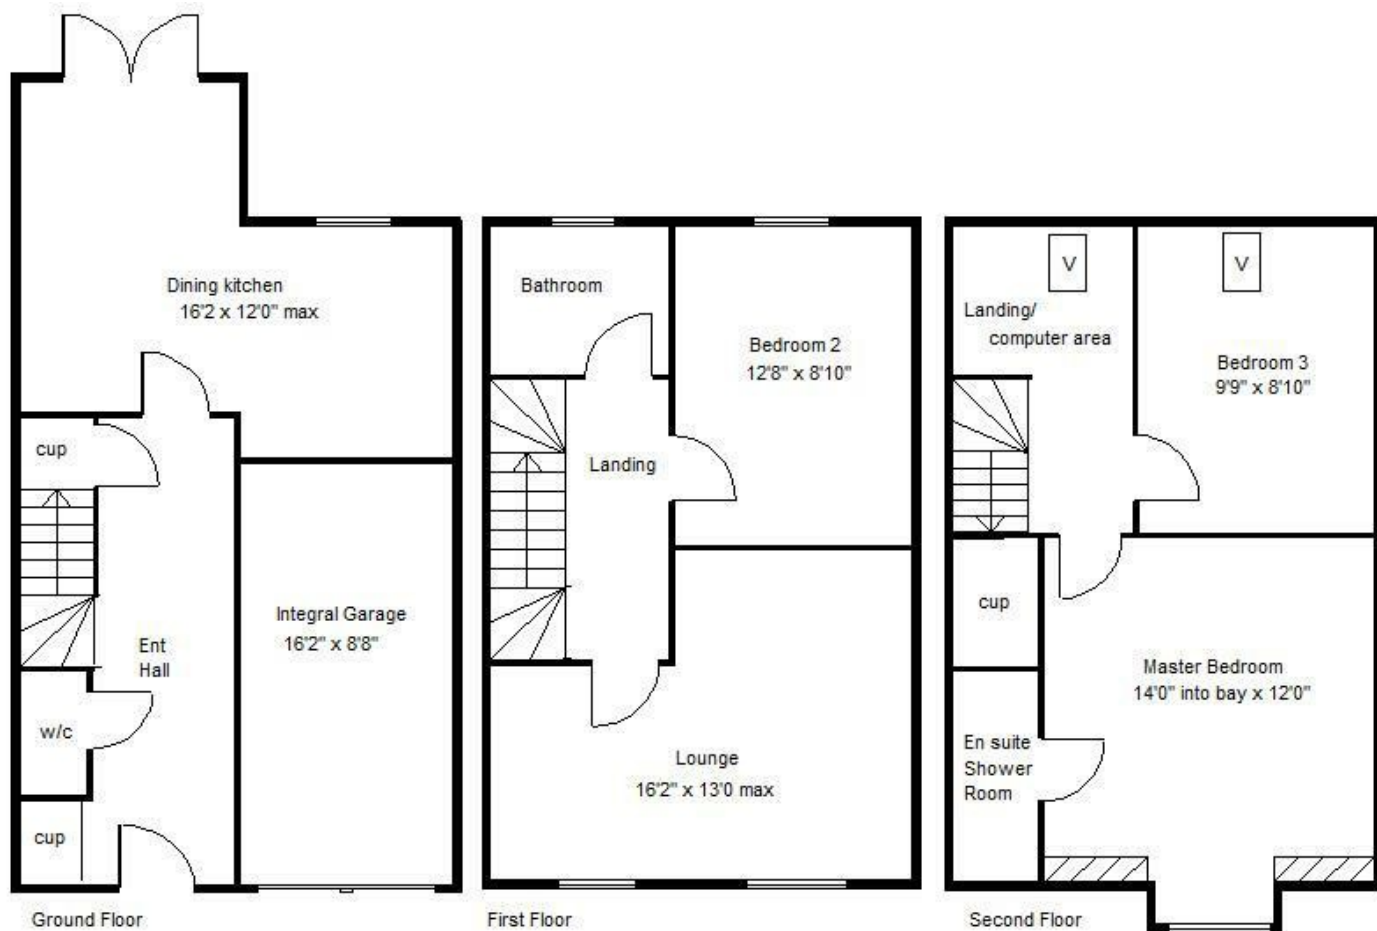 Dining kitchen
16'2 x 12'0" max
cup
Integral Garage
16'2" x 8'8"
Ent
Hall
w/c
cup
Ground Floor
Bathroom
Bedroom 2
12'8" x 8'10"
Landing
Lounge
16'2" x 13'0 max
First Floor
V
V
Landing/
computer area
Bedroom 3
9'9" x 8'10"
cup
Master Bedroom
14'0" into bay x 12'0"
En suite
Shower
Room
Second Floor